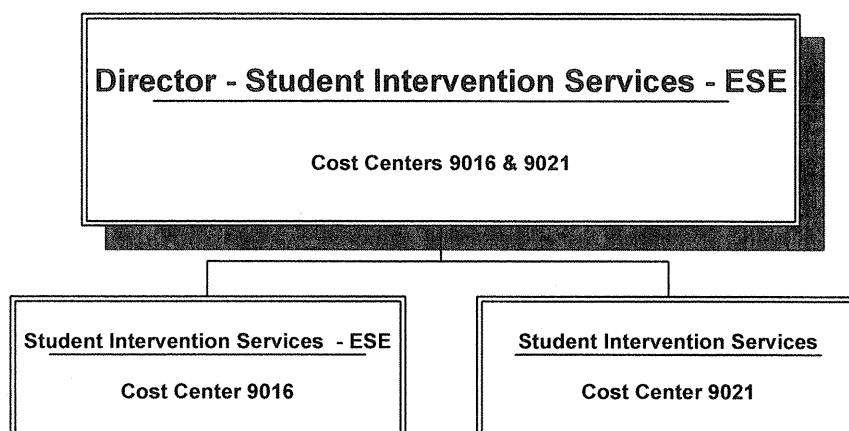 Director - Student Intervention Services - ESE
Cost Centers 9016 & 9021
Student Intervention Services - ESE
Cost Center 9016
Student Intervention Services
Cost Center 9021